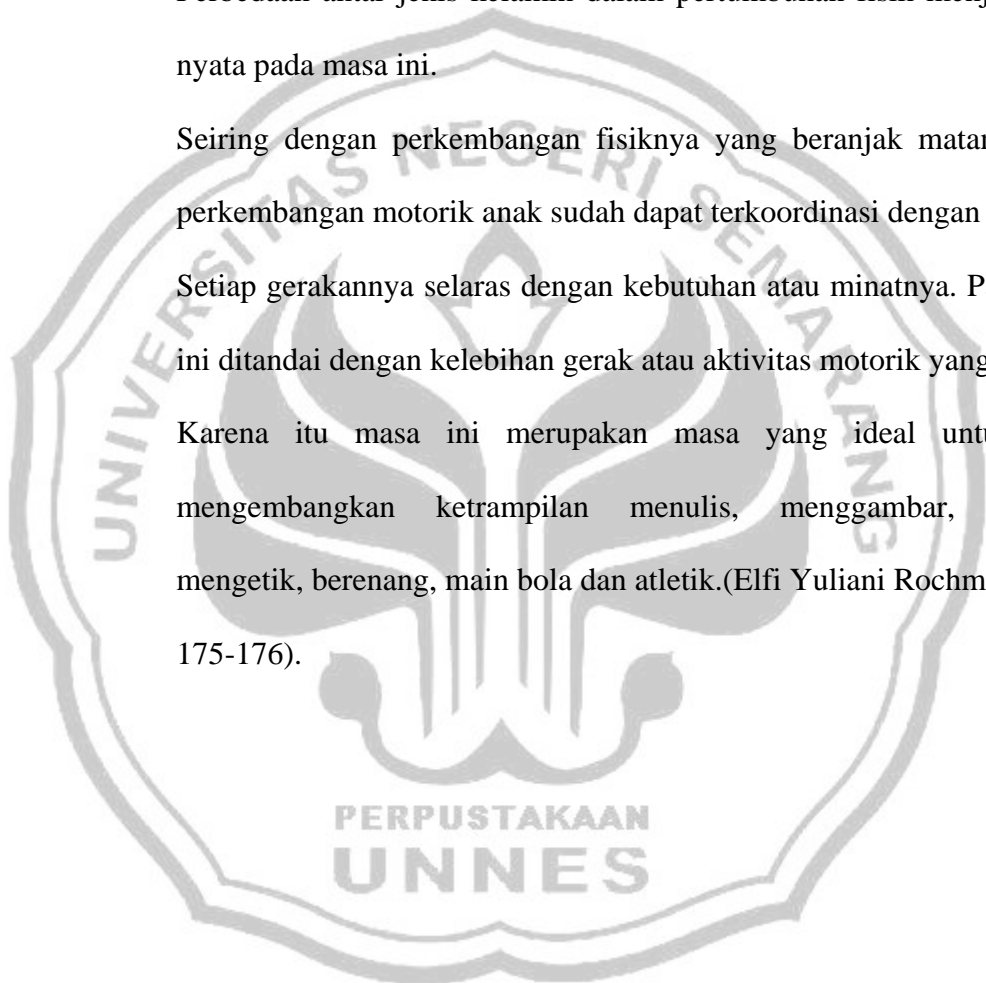 nyata pada masa ini.
Seiring dengan perkembangan fisiknya yang beranjak
perkembangan motorik anak sudah dapat terkoordinasi dengan
Setiap gerakannya selaras dengan kebutuhan atau minatnya.
ini ditandai dengan kelebihan gerak atau aktivitas motorik yang
Karena itu masa ini merupakan masa yang ideal
mengembangkan ketrampilan menulis, menggambar,
mengetik, berenang, main bola dan atletik.(Elfi Yuliani
175-176).
UNIVERSITAS NEGERI SEMARANG
PERPUSTAKAAN
UNNES